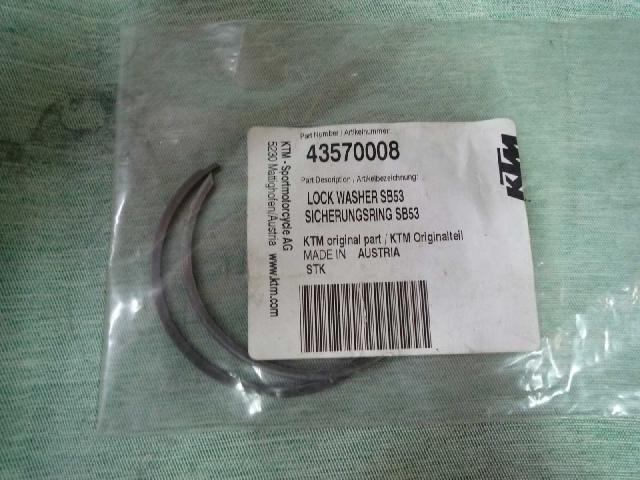 Part Number / Artikelnummer:
43570008
Part Description / Artikelbezeichnung:
LOCK WASHER SB53
SICHERUNGSRING SB53
KTM original part / KTM Originalteil
MADE IN AUSTRIA
STK
KTM - Sportmotorcycle AG
5230 Mattighofen/Austria www.ktm.com
KTM